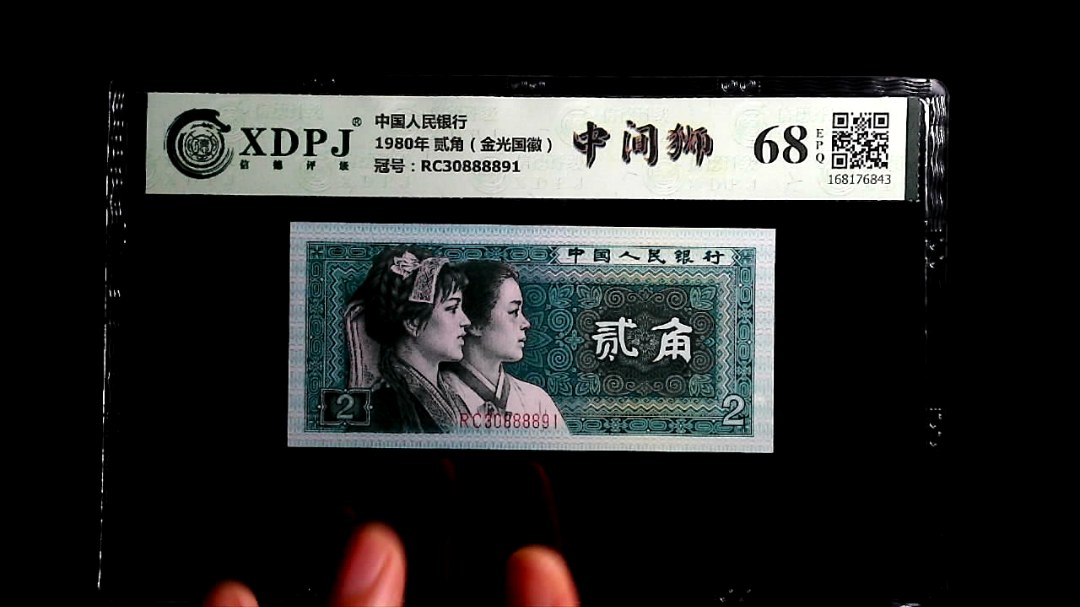 XDPJ®
信德评级
中国人民银行
1980年 贰角（金光国徽）
冠号：RC30888891
中间狮
68
EPQ
168176843
中国人民银行
贰角
2
2
RC30888891